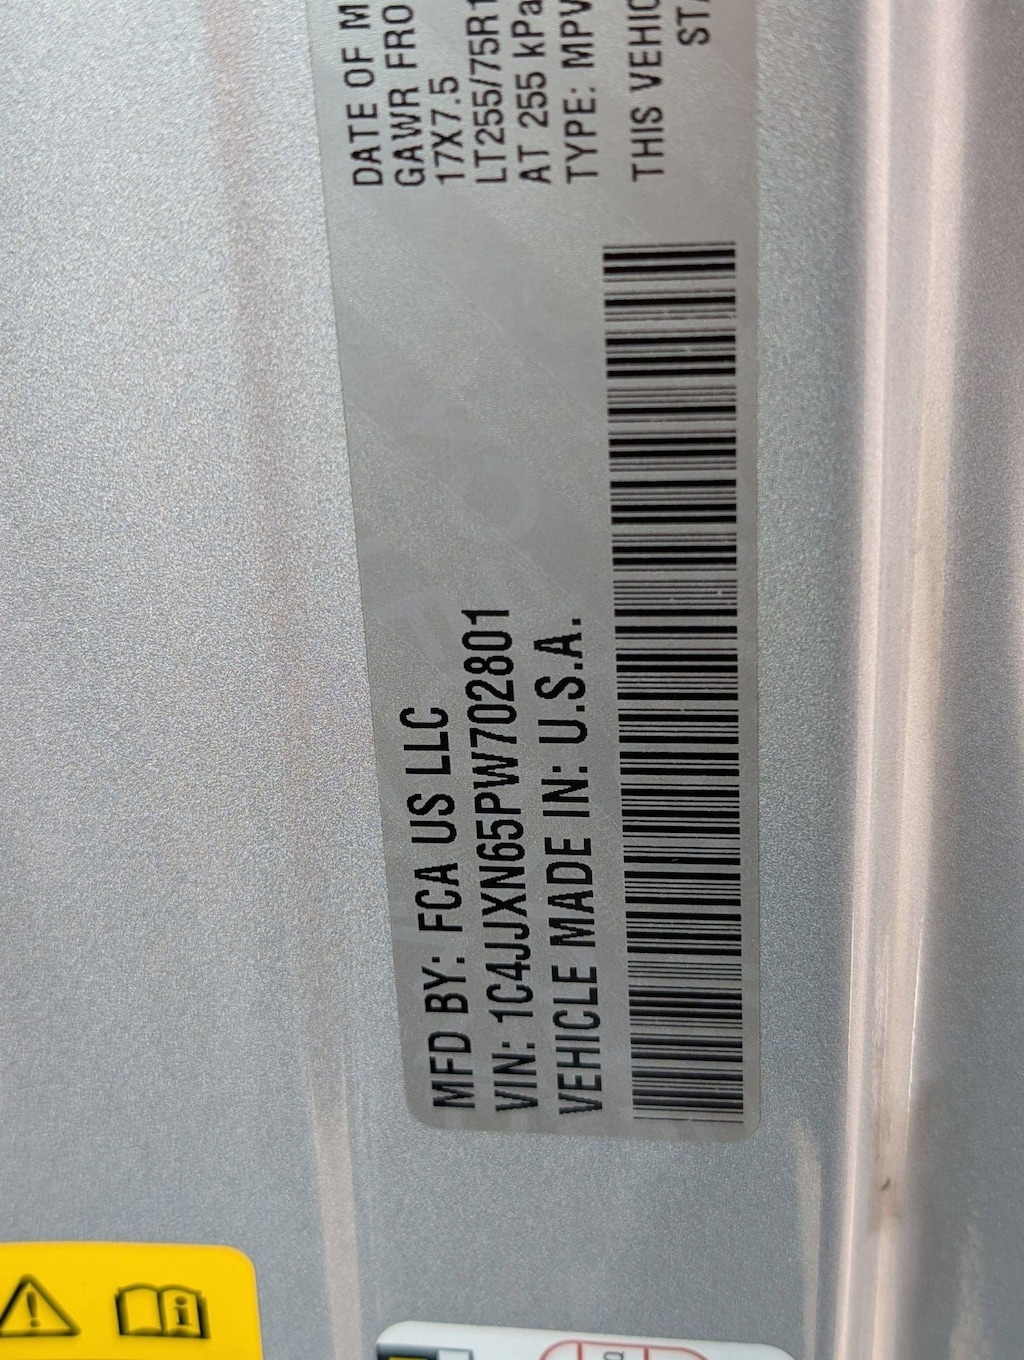 MFD BY: FCA US LLC
VIN: 1C4JJXN65PW702801
VEHICLE MADE IN: U.S.A.
DATE OF M
GAWR FRO
17X7.5
LT255/75R1
AT 255 kPa
TYPE: MPV
THIS VEHIC
STA